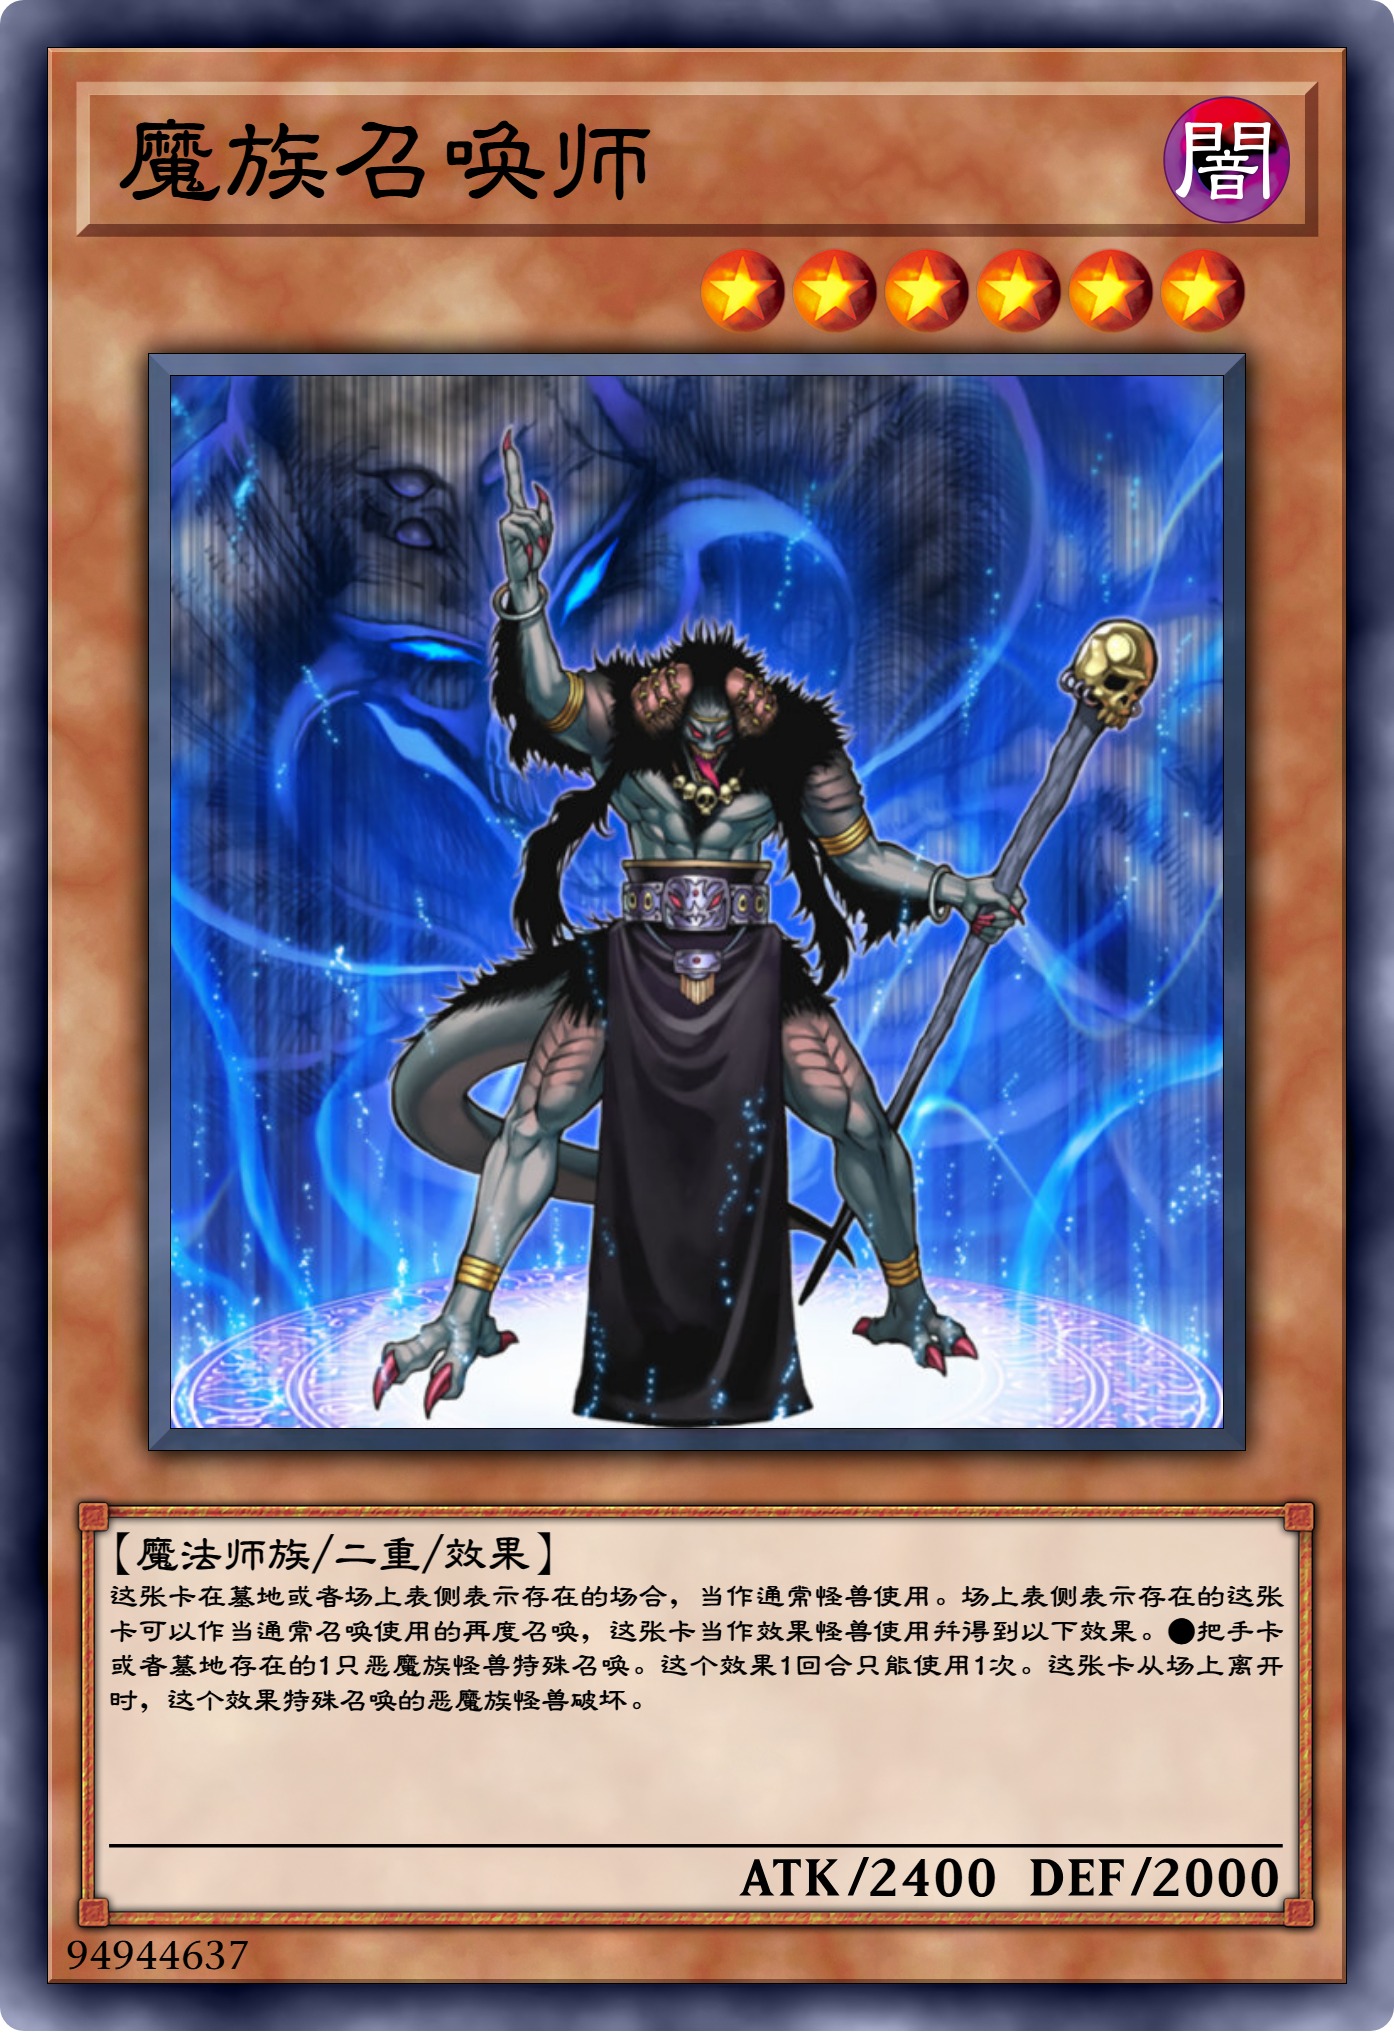 魔族召唤师
闇
【魔法师族/二重/效果】
这张卡在墓地或者场上表侧表示存在的场合，当作通常怪兽使用。场上表侧表示存在的这张
卡可以作当通常召唤使用的再度召唤，这张卡当作效果怪兽使用并得到以下效果。●把手卡
或者墓地存在的1只恶魔族怪兽特殊召唤。这个效果1回合只能使用1次。这张卡从场上离开
时，这个效果特殊召唤的恶魔族怪兽破坏。
ATK/2400 DEF/2000
94944637